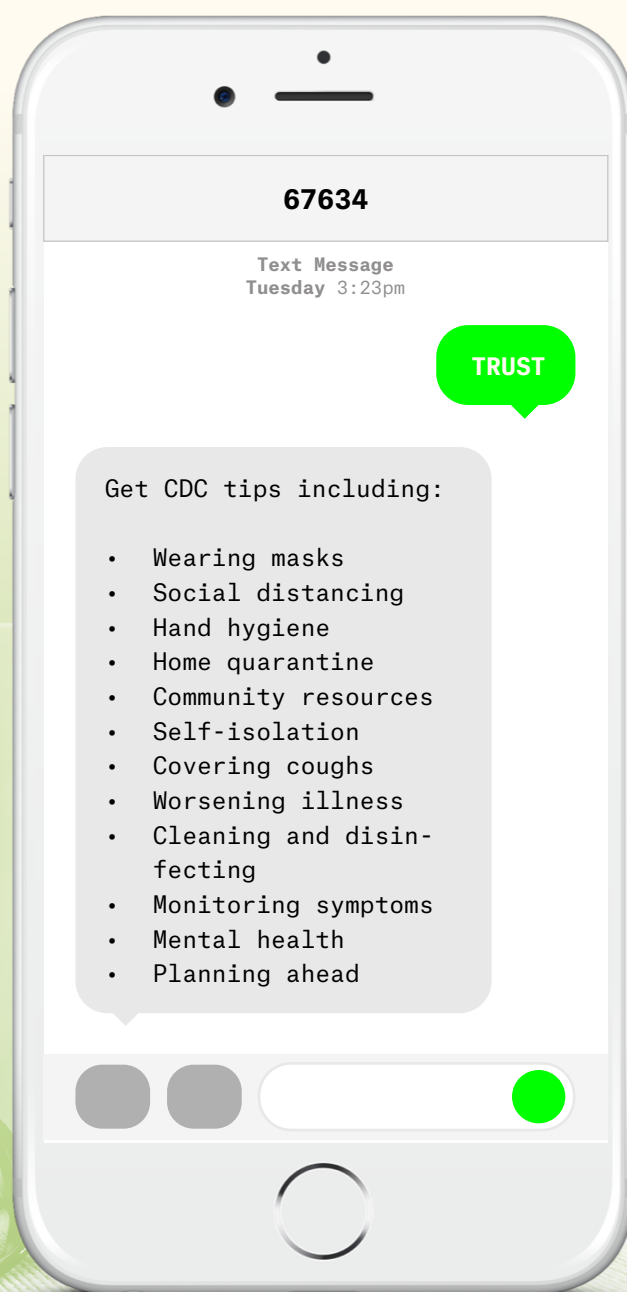 67634
Text Message
Tuesday 3:23pm
TRUST
Get CDC tips including:
• Wearing masks
• Social distancing
• Hand hygiene
• Home quarantine
• Community resources
• Self-isolation
• Covering coughs
• Worsening illness
• Cleaning and disin-
fecting
• Monitoring symptoms
• Mental health
• Planning ahead